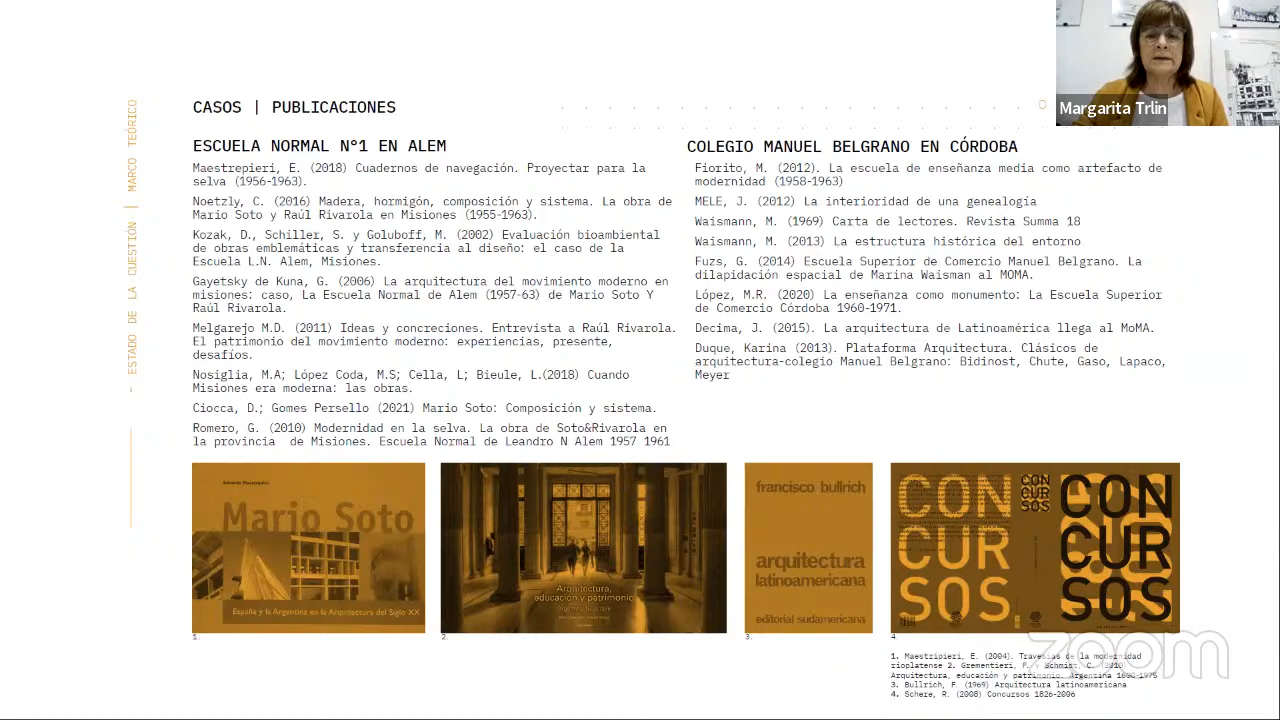 Margarita Trlin
CASOS | PUBLICACIONES
— ESTADO DE LA CUESTIÓN | MARCO TEÓRICO
ESCUELA NORMAL N°1 EN ALEM
Maestrepieri, E. (2018) Cuadernos de navegación. Proyectar para la
selva (1956-1963).
Noetzly, C. (2016) Madera, hormigón, composición y sistema. La obra de
Mario Soto y Raúl Rivarola en Misiones (1955-1963).
Kozak, D., Schiller, S. y Goluboff, M. (2002) Evaluación bioambiental
de obras emblemáticas y transferencia al diseño: el caso de la
Escuela L.N. Alem, Misiones.
Gayetsky de Kuna, G. (2006) La arquitectura del movimiento moderno en
misiones: caso, La Escuela Normal de Alem (1957-63) de Mario Soto Y
Raúl Rivarola.
Melgarejo M.D. (2011) Ideas y concreciones. Entrevista a Raúl Rivarola.
El patrimonio del movimiento moderno: experiencias, presente,
desafíos.
Nosiglia, M.A; López Coda, M.S; Cella, L; Bieule, L.(2018) Cuando
Misiones era moderna: las obras.
Ciocca, D.; Gomes Persello (2021) Mario Soto: Composición y sistema.
Romero, G. (2010) Modernidad en la selva. La obra de Soto&Rivarola en
la provincia de Misiones. Escuela Normal de Leandro N Alem 1957 1961
COLEGIO MANUEL BELGRANO EN CÓRDOBA
Fiorito, M. (2012). La escuela de enseñanza media como artefacto de
modernidad (1958-1963)
MELE, J. (2012) La interioridad de una genealogía
Waismann, M. (1969) Carta de lectores. Revista Summa 18
Waismann, M. (2013) La estructura histórica del entorno
Fuzs, G. (2014) Escuela Superior de Comercio Manuel Belgrano. La
dilapidación espacial de Marina Waisman al MOMA.
López, M.R. (2020) La enseñanza como monumento: La Escuela Superior
de Comercio Córdoba 1960-1971.
Decima, J. (2015). La arquitectura de Latinoamérica llega al MoMA.
Duque, Karina (2013). Plataforma Arquitectura. Clásicos de
arquitectura-colegio Manuel Belgrano: Bidinost, Chute, Gaso, Lapaco,
Meyer
Mario Soto
España y la Argentina en la Arquitectura del Siglo XX
1.
Arquitectura,
educación y patrimonio
2.
francisco bullrich
arquitectura
latinoamericana
editorial sudamericana
3.
CON
CUR
SOS
CON
CUR
SOS
CON
CUR
SOS
4.
1. Maestripieri, E. (2004). Travesías de la modernidad
rioplatense 2. Grementieri, F. y Schmidt, C. 2010
Arquitectura, educación y patrimonio. Argentina 1600-1975
3. Bullrich, F (1969) Arquitectura latinoamericana
4. Schere, R. (2008) Concursos 1826-2006
zoom